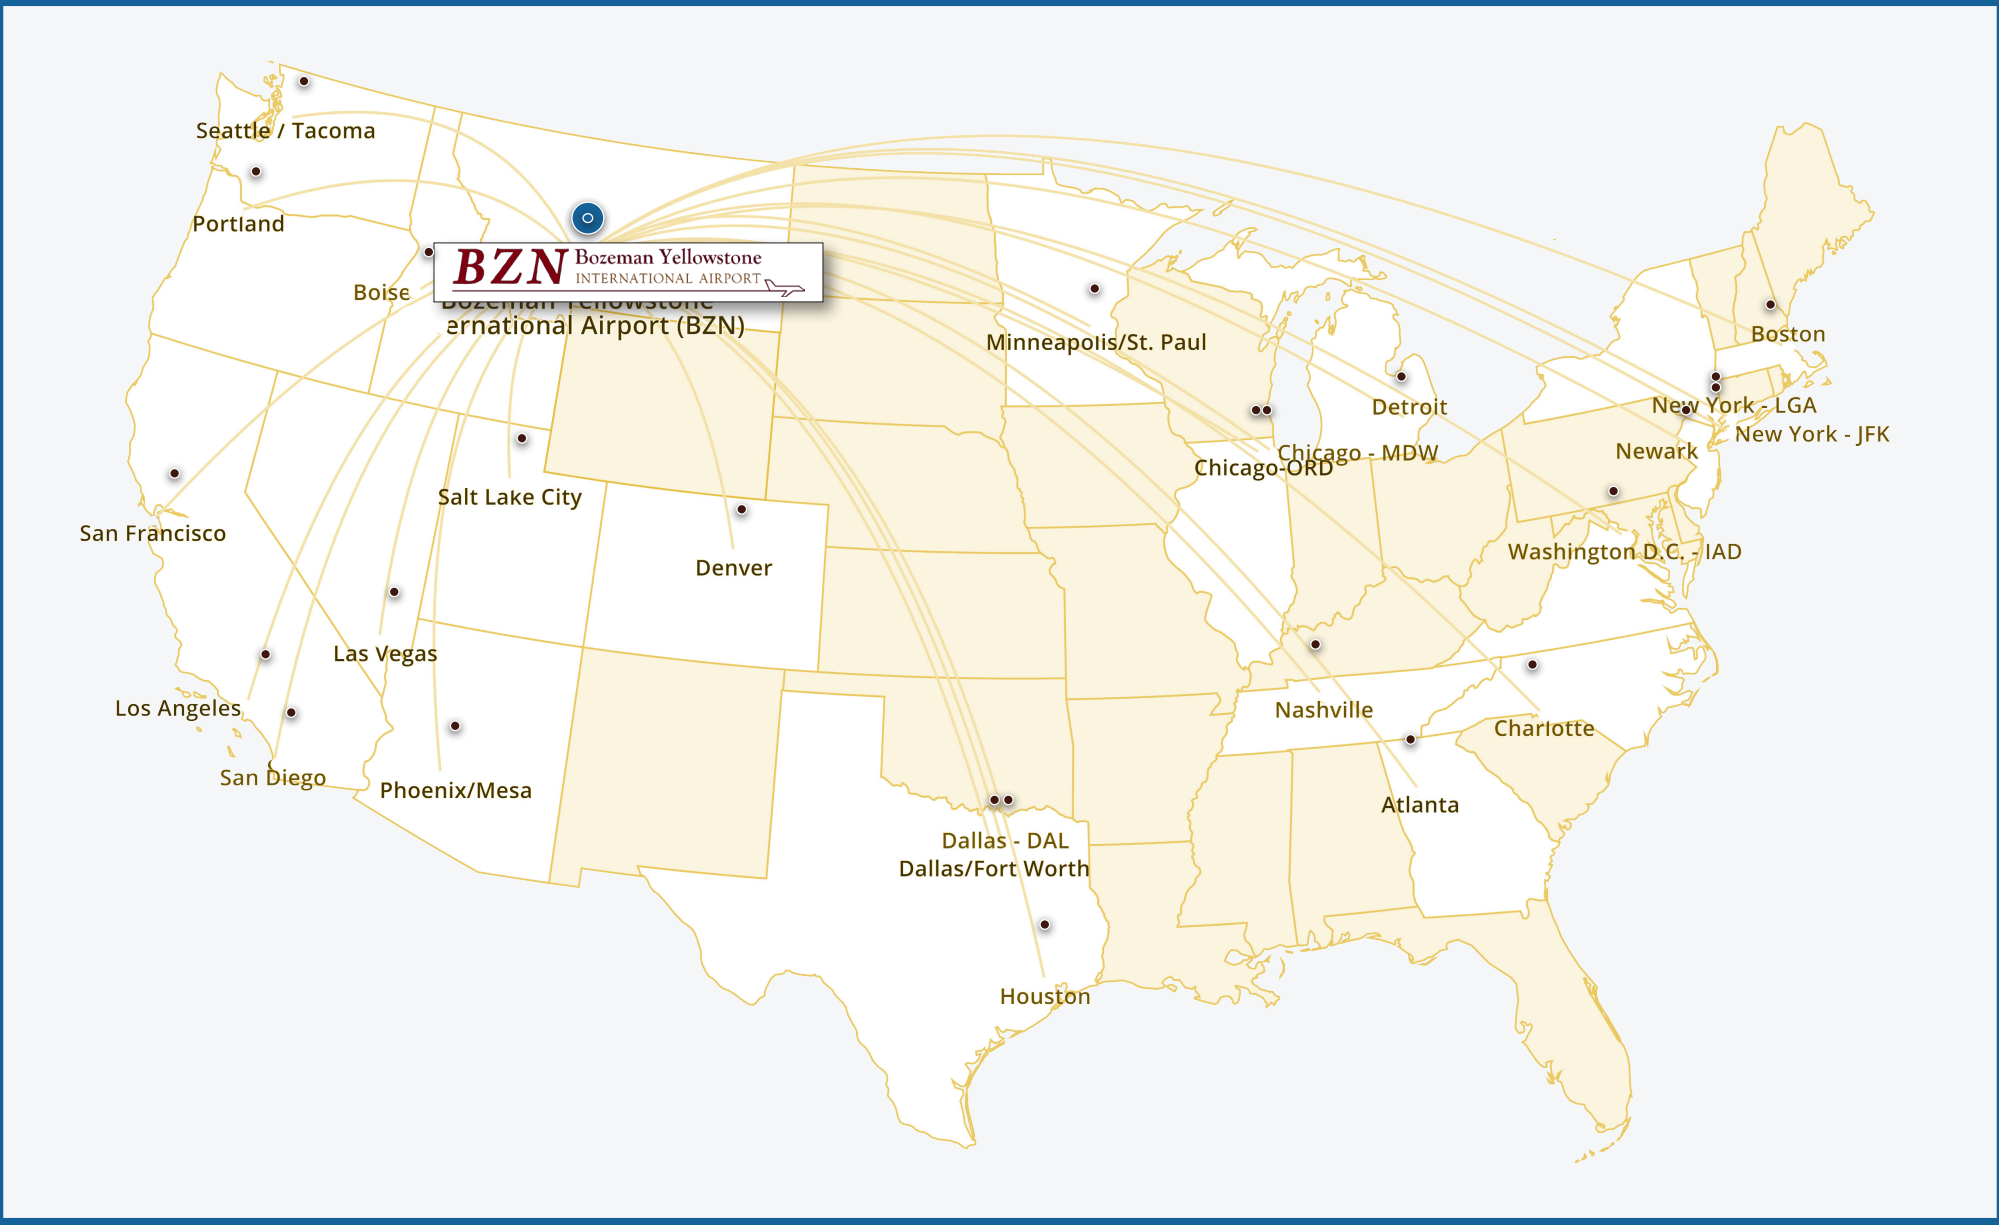 Seattle / Tacoma
Portland
BZN Bozeman Yellowstone
INTERNATIONAL AIRPORT
Boise
Bozeman Yellowstone
ernational Airport (BZN)
Minneapolis/St. Paul
Boston
Detroit
New York - LGA
New York - JFK
Newark
Chicago - MDW
Chicago-ORD
Salt Lake City
San Francisco
Washington D.C. - IAD
Denver
Las Vegas
Los Angeles
Nashville
Charlotte
San Diego
Phoenix/Mesa
Atlanta
Dallas - DAL
Dallas/Fort Worth
Houston